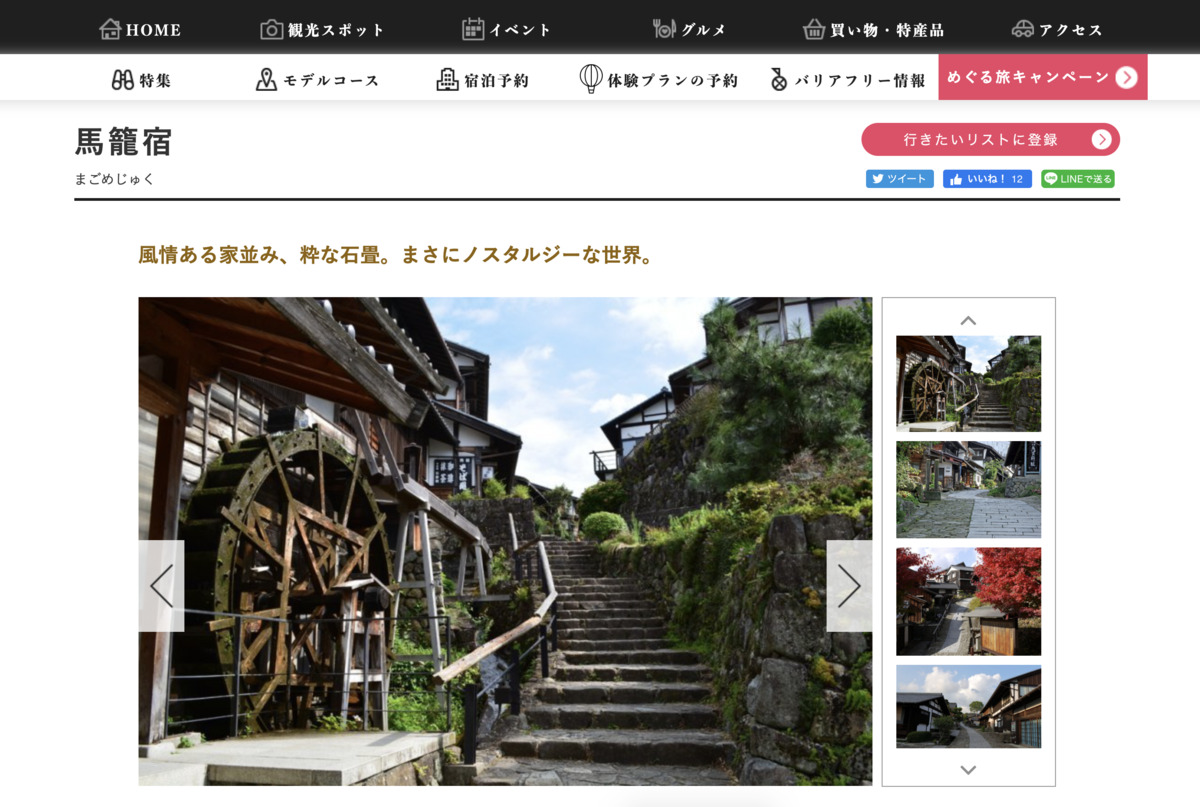 HOME
観光スポット
イベント
グルメ
買い物・特産品
アクセス
特集
モデルコース
宿泊予約
体験プランの予約
バリアフリー情報
めぐる旅キャンペーン
馬籠宿
行きたいリストに登録
まごめじゅく
ツイート
いいね！ 12
LINEで送る
風情ある家並み、粋な石畳。まさにノスタルジーな世界。